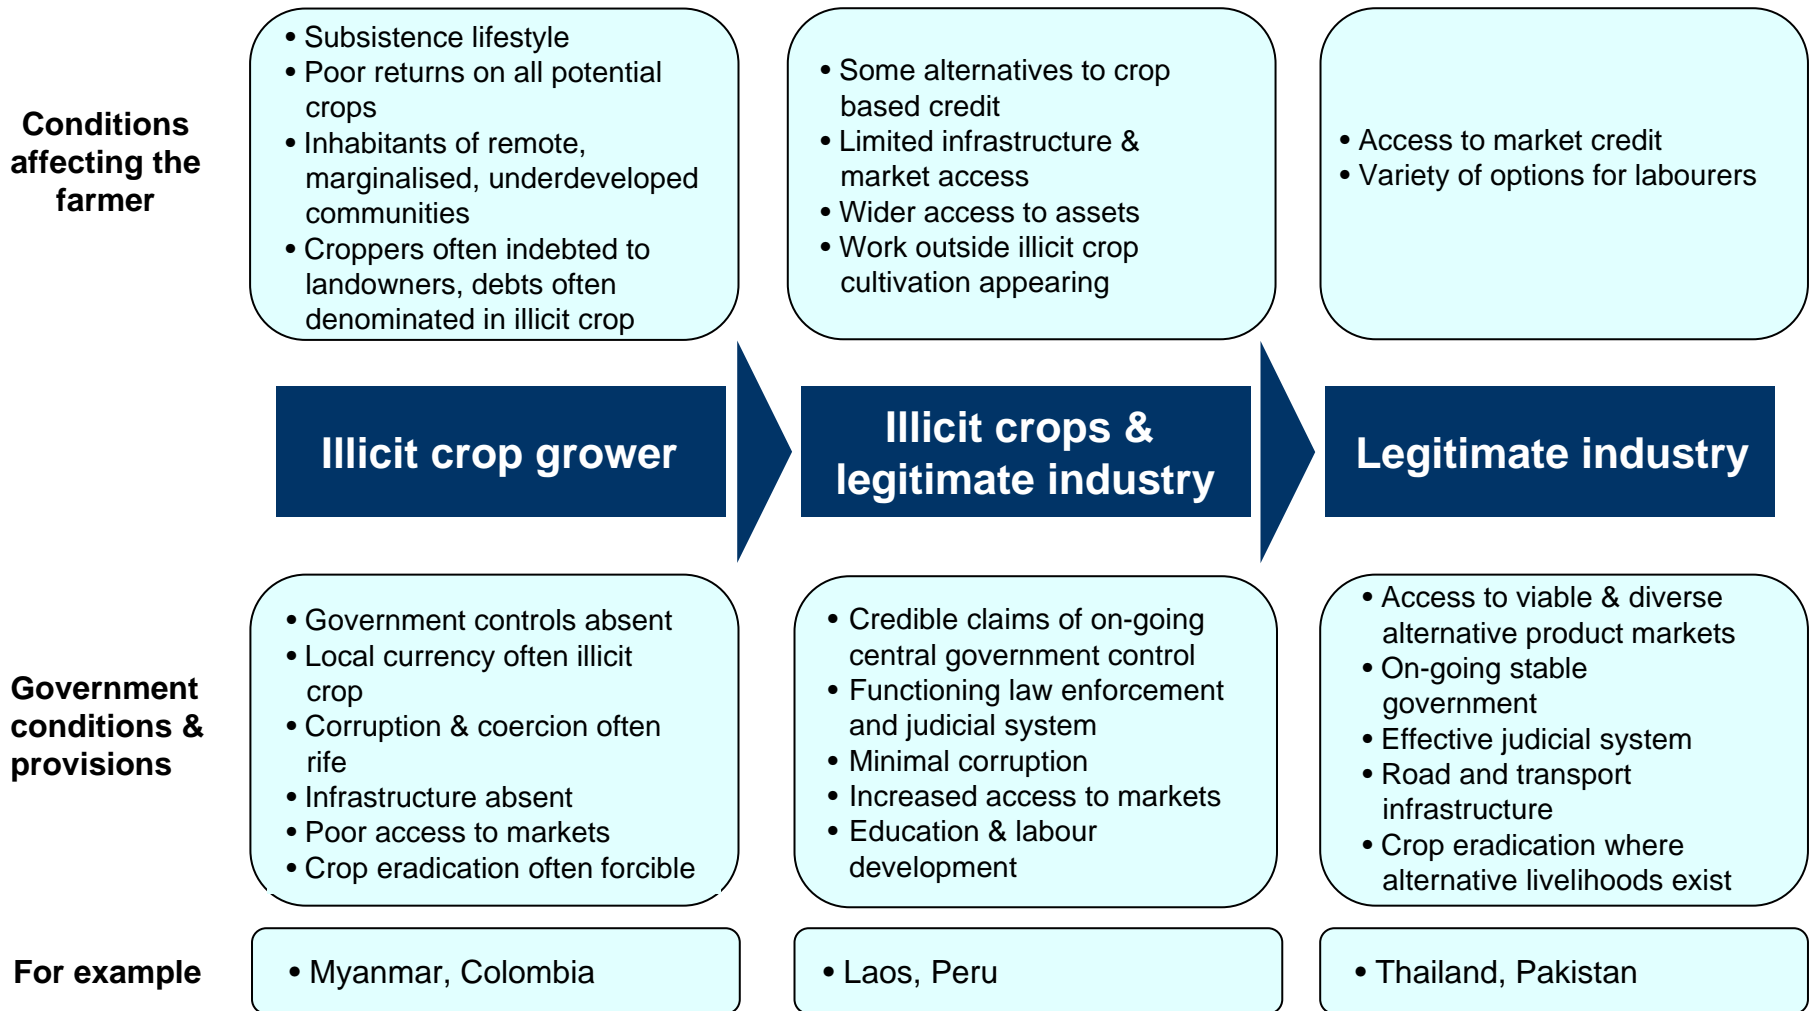 Conditions
affecting the
farmer
• Subsistence lifestyle
• Poor returns on all potential
crops
• Inhabitants of remote,
marginalised, underdeveloped
communities
• Croppers often indebted to
landowners, debts often
denominated in illicit crop
• Some alternatives to crop
based credit
• Limited infrastructure &
market access
• Wider access to assets
• Work outside illicit crop
cultivation appearing
• Access to market credit
• Variety of options for labourers
Illicit crop grower
Illicit crops &
legitimate industry
Legitimate industry
Government
conditions &
provisions
• Government controls absent
• Local currency often illicit
crop
• Corruption & coercion often
rife
• Infrastructure absent
• Poor access to markets
• Crop eradication often forcible
• Credible claims of on-going
central government control
• Functioning law enforcement
and judicial system
• Minimal corruption
• Increased access to markets
• Education & labour
development
• Access to viable & diverse
alternative product markets
• On-going stable
government
• Effective judicial system
• Road and transport
infrastructure
• Crop eradication where
alternative livelihoods exist
For example
• Myanmar, Colombia
• Laos, Peru
• Thailand, Pakistan